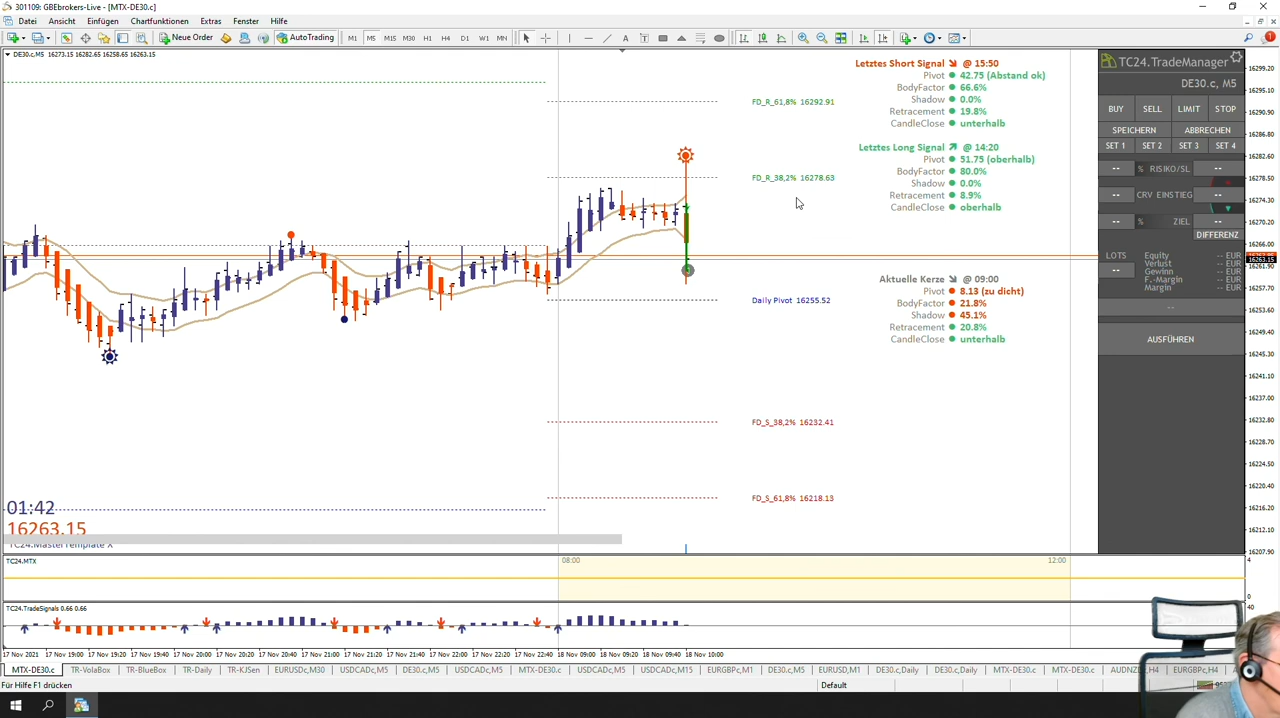 301109: GBEbrokers-Live - [MTX-DE30.c]
Datei Ansicht Einfügen Chartfunktionen Extras Fenster Hilfe
Neue Order AutoTrading M1 M5 M15 M30 H1 H4 D1 W1 MN
DE30.c,M5 16273.15 16282.65 16258.65 16263.15
Letztes Short Signal @ 15:50
Pivot 42.75 (Abstand ok)
BodyFactor 66.6%
Shadow 0.0%
Retracement 19.8%
CandleClose unterhalb
Letztes Long Signal @ 14:20
Pivot 51.75 (oberhalb)
BodyFactor 80.0%
Shadow 0.0%
Retracement 8.9%
CandleClose oberhalb
Aktuelle Kerze @ 09:00
Pivot 8.13 (zu dicht)
BodyFactor 21.8%
Shadow 45.1%
Retracement 20.8%
CandleClose unterhalb
FD_R_61,8% 16292.91
FD_R_38,2% 16278.63
Daily Pivot 16255.52
FD_S_38,2% 16232.41
FD_S_61,8% 16218.13
TC24.TradeManager
DE30.c, M5
BUY SELL LIMIT STOP
SPEICHERN ABBRECHEN
SET 1 SET 2 SET 3 SET 4
-- % RISIKO/SL --
-- CRV EINSTIEG --
-- % ZIEL --
DIFFERENZ
LOTS
--
Equity -- EUR
Verlust -- EUR
Gewinn -- EUR
F.-Margin -- EUR
Margin -- EUR
--
AUSFÜHREN
16299.20
16295.10
16290.90
16286.80
16282.60
16278.50
16274.30
16270.20
16266.00
16263.15
16261.90
16257.70
16253.60
16249.40
16245.30
16241.10
16237.00
16232.80
16228.70
16224.50
16220.40
16216.20
16212.10
16207.90
01:42
16263.15
TC24.MasterTemplate X
TC24.MTX
08:00 12:00
4
0
TC24.TradeSignals 0.66 0.66
40
17 Nov 2021 17 Nov 19:00 17 Nov 19:20 17 Nov 19:40 17 Nov 20:00 17 Nov 20:20 17 Nov 20:40 17 Nov 21:00 17 Nov 21:20 17 Nov 21:40 17 Nov 22:00 17 Nov 22:20 17 Nov 22:40 18 Nov 09:00 18 Nov 09:20 18 Nov 09:40 18 Nov 10:00
MTX-DE30.c TR-VolaBox TR-BlueBox TR-Daily TR-KJSen EURUSDc,M30 USDCADc,M5 DE30.c,M5 USDCADc,M5 MTX-DE30.c USDCADc,M5 USDCADc,M15 EURGBPc,M1 DE30.c,M5 EURUSD,M1 DE30.c,Daily DE30.c,Daily MTX-DE30.c MTX-DE30.c EURGBPc,H4
Für Hilfe F1 drücken
Default